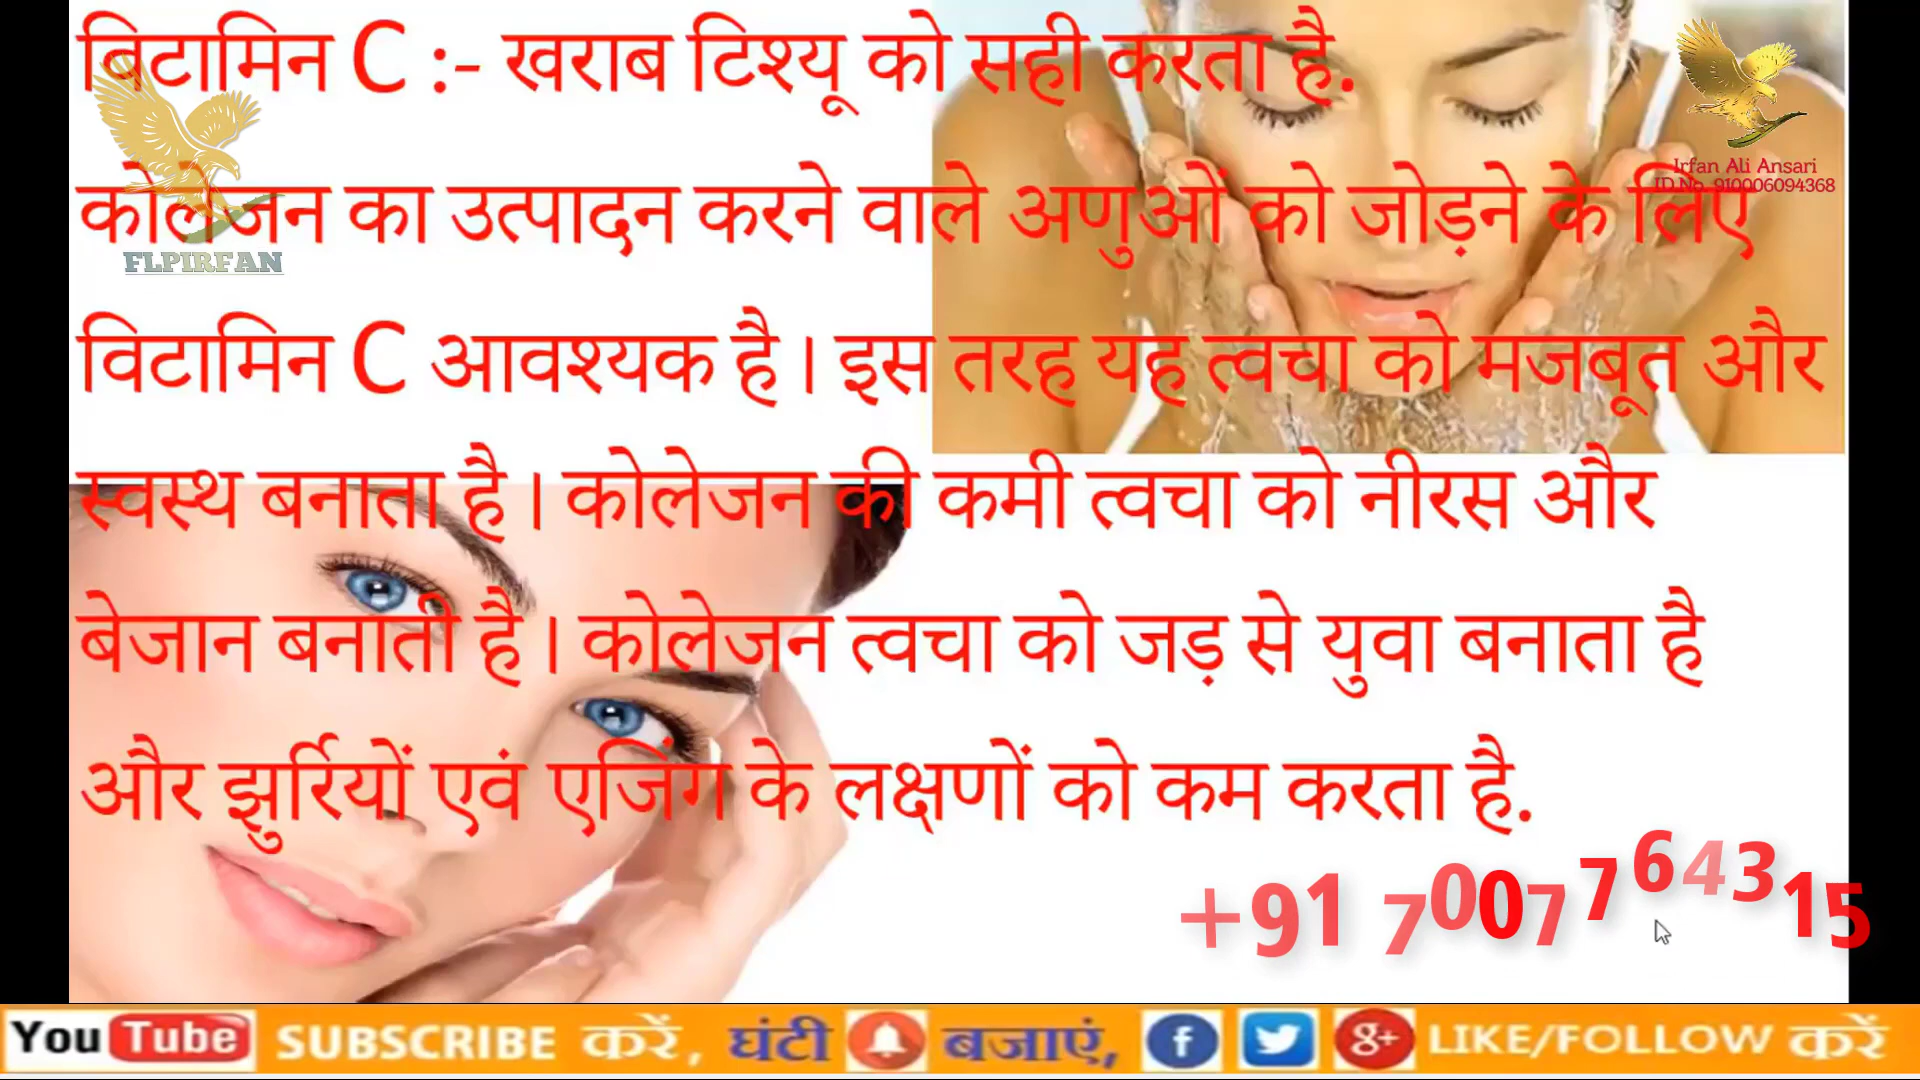 विटामिन C :- खराब टिश्यू को सही करता है.
कोलेजन का उत्पादन करने वाले अणुओं को जोड़ने के लिए
विटामिन C आवश्यक है। इस तरह यह त्वचा को मजबूत और
स्वस्थ बनाता है। कोलेजन की कमी त्वचा को नीरस और
बेजान बनाती है। कोलेजन त्वचा को जड़ से युवा बनाता है
और झुर्रियों एवं एजिंग के लक्षणों को कम करता है.
FLPIRFAN
Irfan Ali Ansari
ID.No. 910006094368
+91 7007764315
YouTube SUBSCRIBE करें, घंटी बजाएं, f g+ LIKE/FOLLOW करें